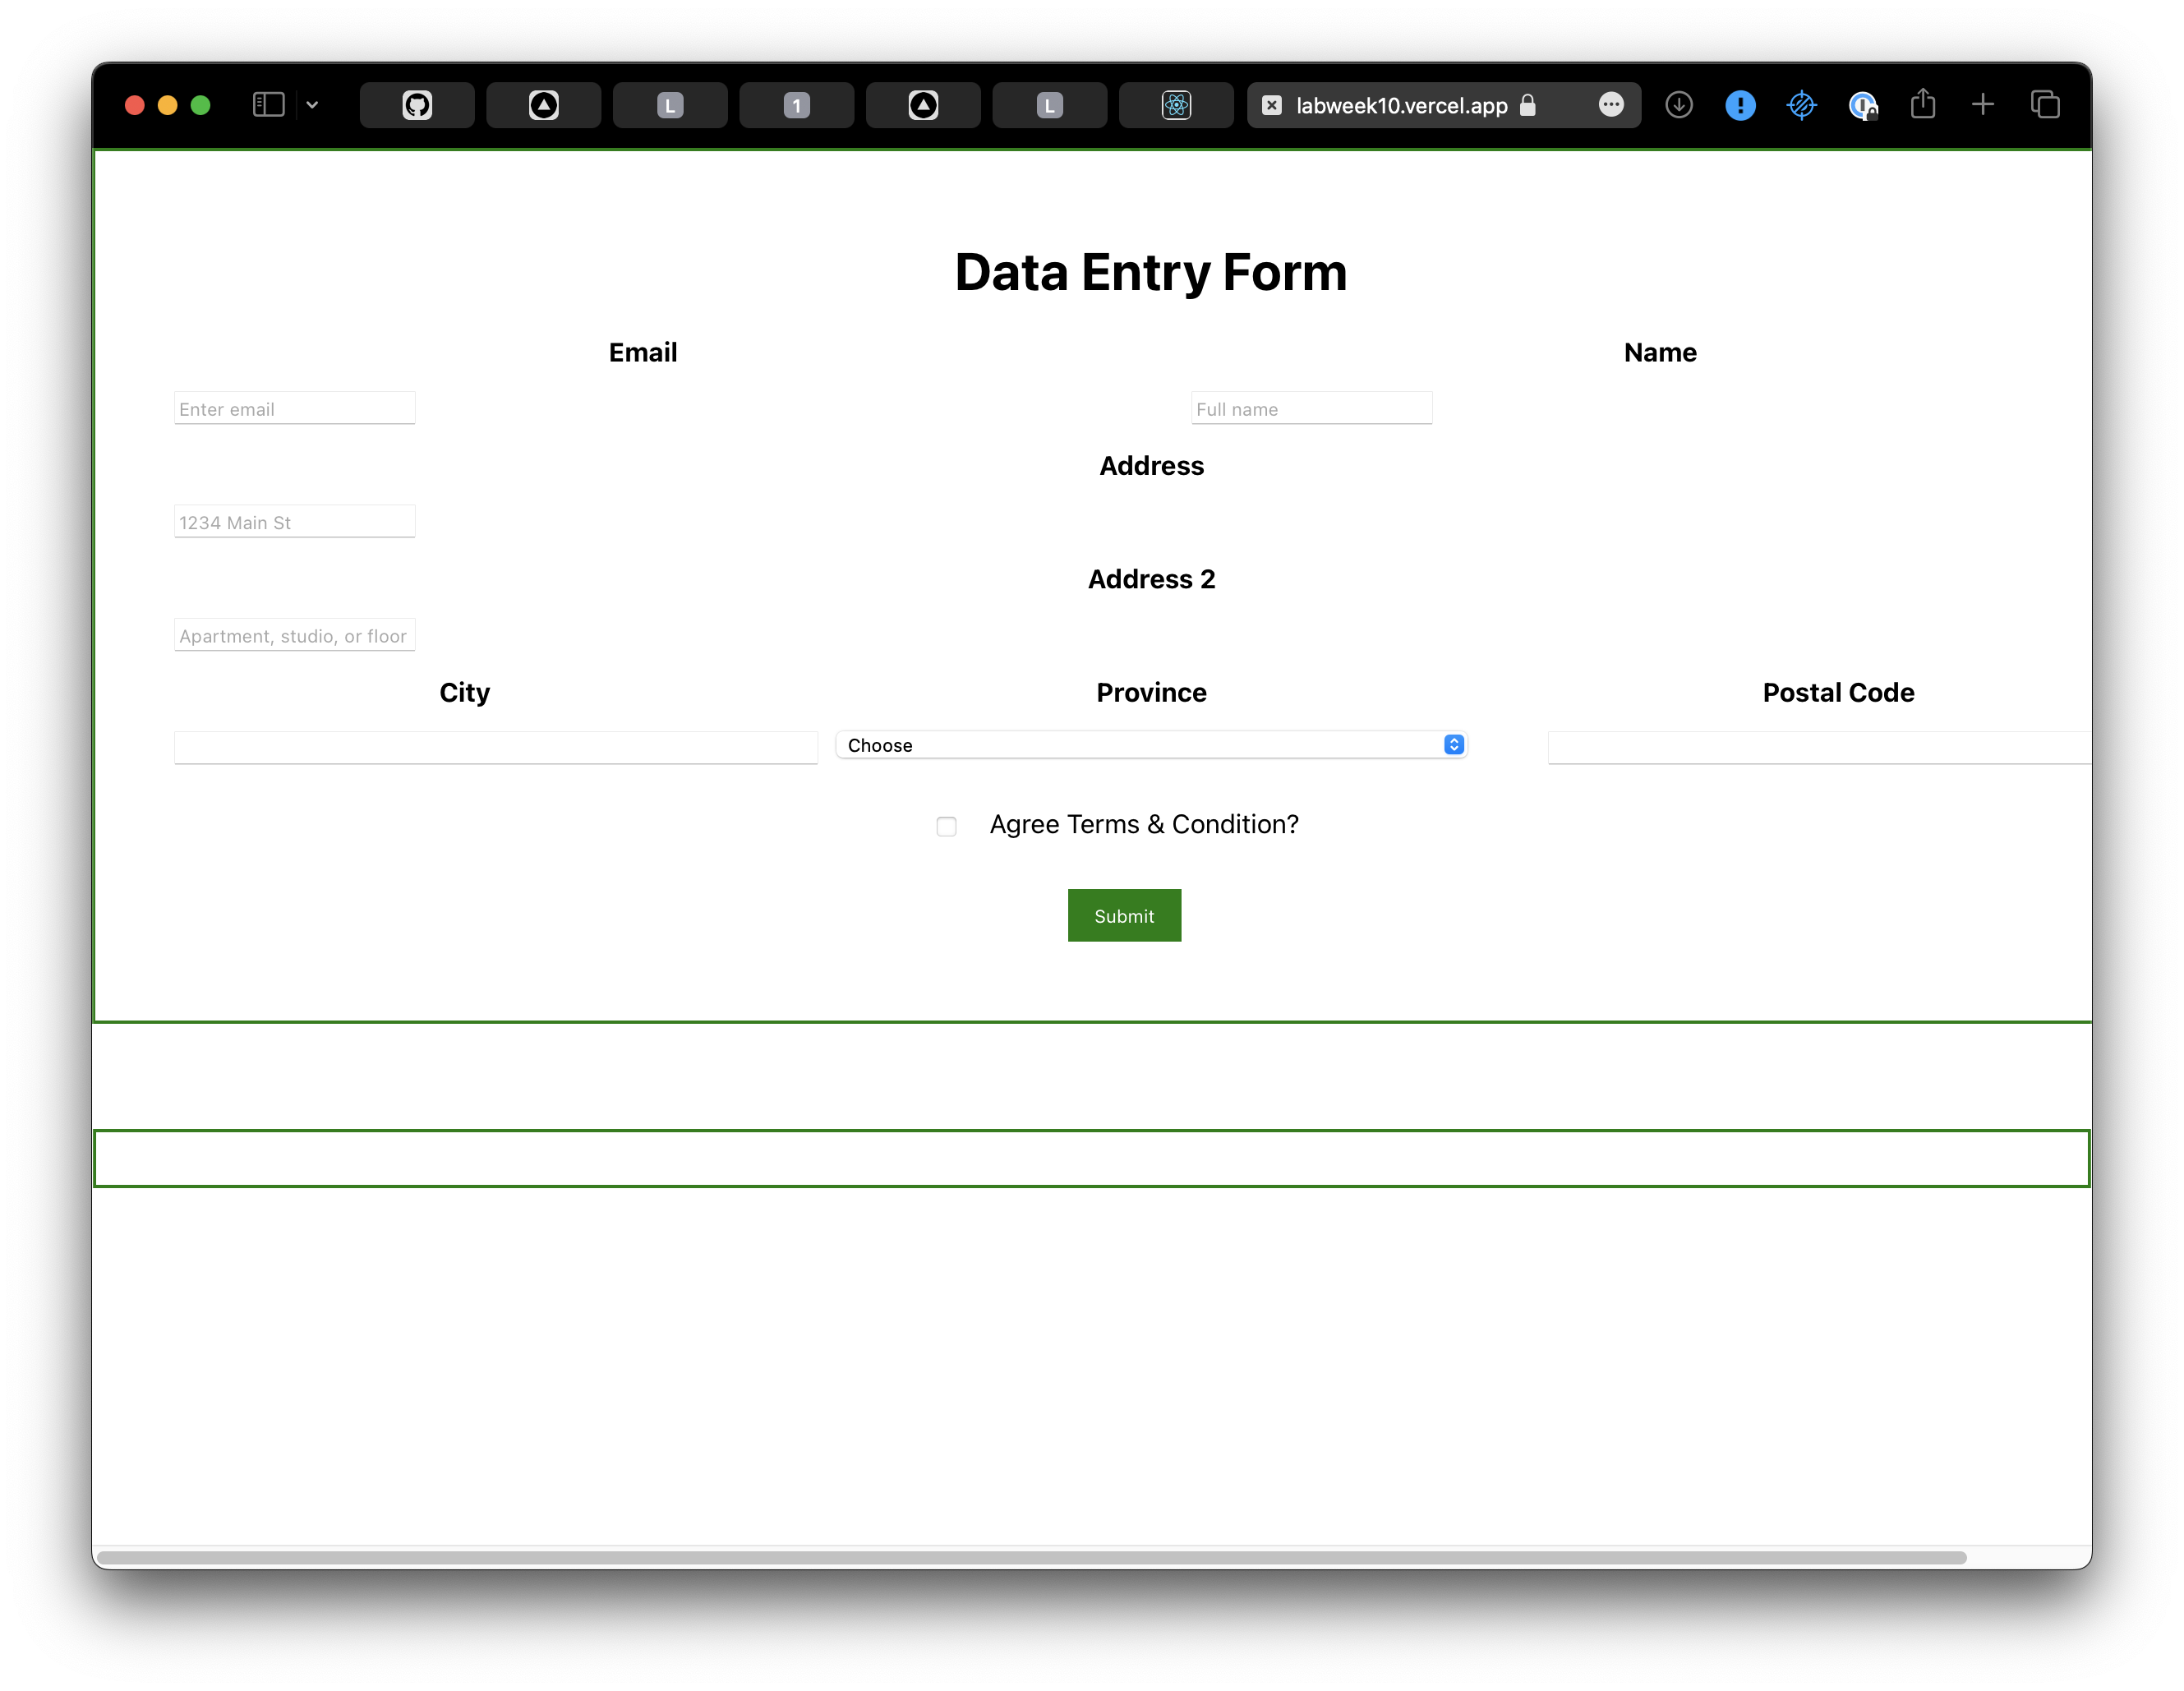 L 1 L labweek10.vercel.app
Data Entry Form
Email Name
Enter email Full name
Address
1234 Main St
Address 2
Apartment, studio, or floor
City Province Postal Code
Choose
Agree Terms & Condition?
Submit